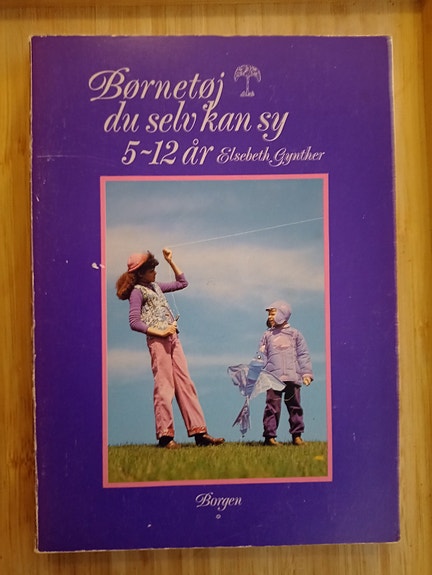 Børnetøj
du selv kan sy
5-12 år Elsebeth Gynther
Borgen